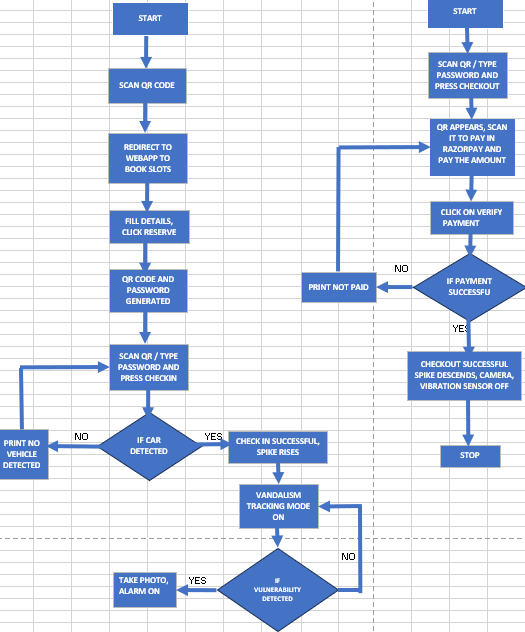 START
SCAN QR CODE
REDIRECT TO
WEBAPP TO
BOOK SLOTS
FILL DETAILS,
CLICK RESERVE
QR CODE AND
PASSWORD
GENERATED
SCAN QR / TYPE
PASSWORD AND
PRESS CHECKIN
IF CAR
DETECTED
NO
PRINT NO
VEHICLE
DETECTED
YES
CHECK IN SUCCESSFUL,
SPIKE RISES
VANDALISM
TRACKING MODE
ON
IF
VULNERABILITY
DETECTED
NO
YES
TAKE PHOTO,
ALARM ON
START
SCAN QR / TYPE
PASSWORD AND
PRESS CHECKOUT
QR APPEARS, SCAN
IT TO PAY IN
RAZORPAY AND
PAY THE AMOUNT
CLICK ON VERIFY
PAYMENT
IF PAYMENT
SUCCESSFU
NO
PRINT NOT PAID
YES
CHECKOUT SUCCESSFUL
SPIKE DESCENDS, CAMERA,
VIBRATION SENSOR OFF
STOP